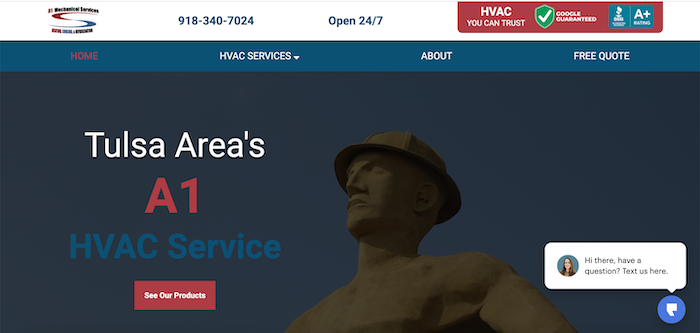 A1 Mechanical Services
HEATING, COOLING & REFRIGERATION
918-340-7024
Open 24/7
HVAC
YOU CAN TRUST
GOOGLE
GUARANTEED
BBB
A+
RATING
HOME
HVAC SERVICES
ABOUT
FREE QUOTE
Tulsa Area's
A1
HVAC Service
See Our Products
Hi there, have a
question? Text us here.